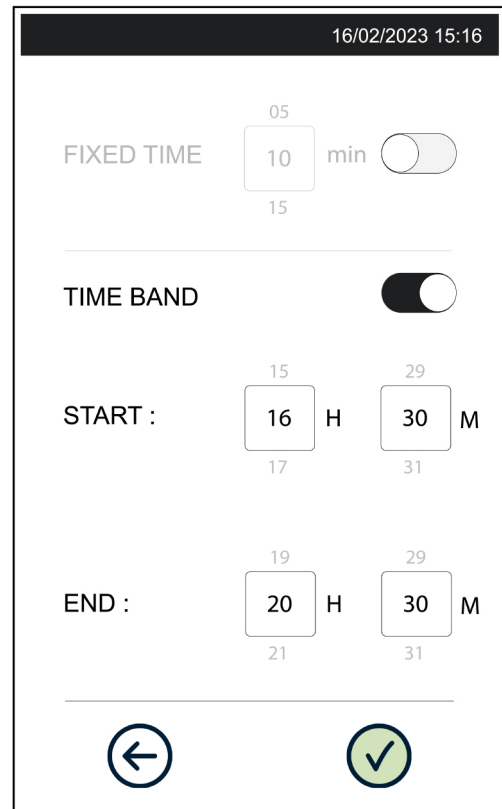 16/02/2023 15:16
05
FIXED TIME 10 min
15
TIME BAND
15 29
START : 16 H 30 M
17 31
19 29
END : 20 H 30 M
21 31